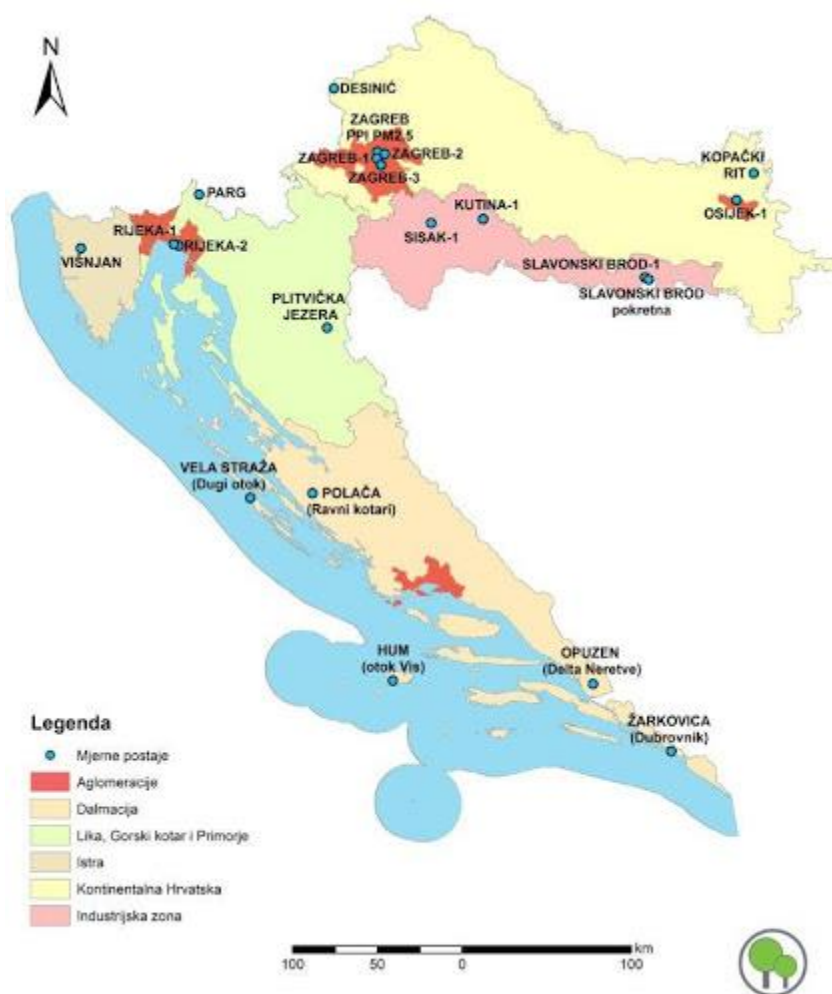 N
DESINIĆ
ZAGREB
PPI PM2,5
ZAGREB-1
ZAGREB-2
ZAGREB-3
KOPAČKI
RIT
OSIJEK-1
PARG
KUTINA-1
SISAK-1
RIJEKA-1
RIJEKA-2
VIŠNJAN
SLAVONSKI BROD-1
SLAVONSKI BROD
pokretna
PLITVIČKA
JEZERA
VELA STRAŽA
(Dugi otok)
POLAČA
(Ravni kotari)
HUM
(otok Vis)
OPUZEN
(Delta Neretve)
ŽARKOVICA
(Dubrovnik)
Legenda
Mjerne postaje
Aglomeracije
Dalmacija
Lika, Gorski kotar i Primorje
Istra
Kontinentalna Hrvatska
Industrijska zona
km
100 50 0 100